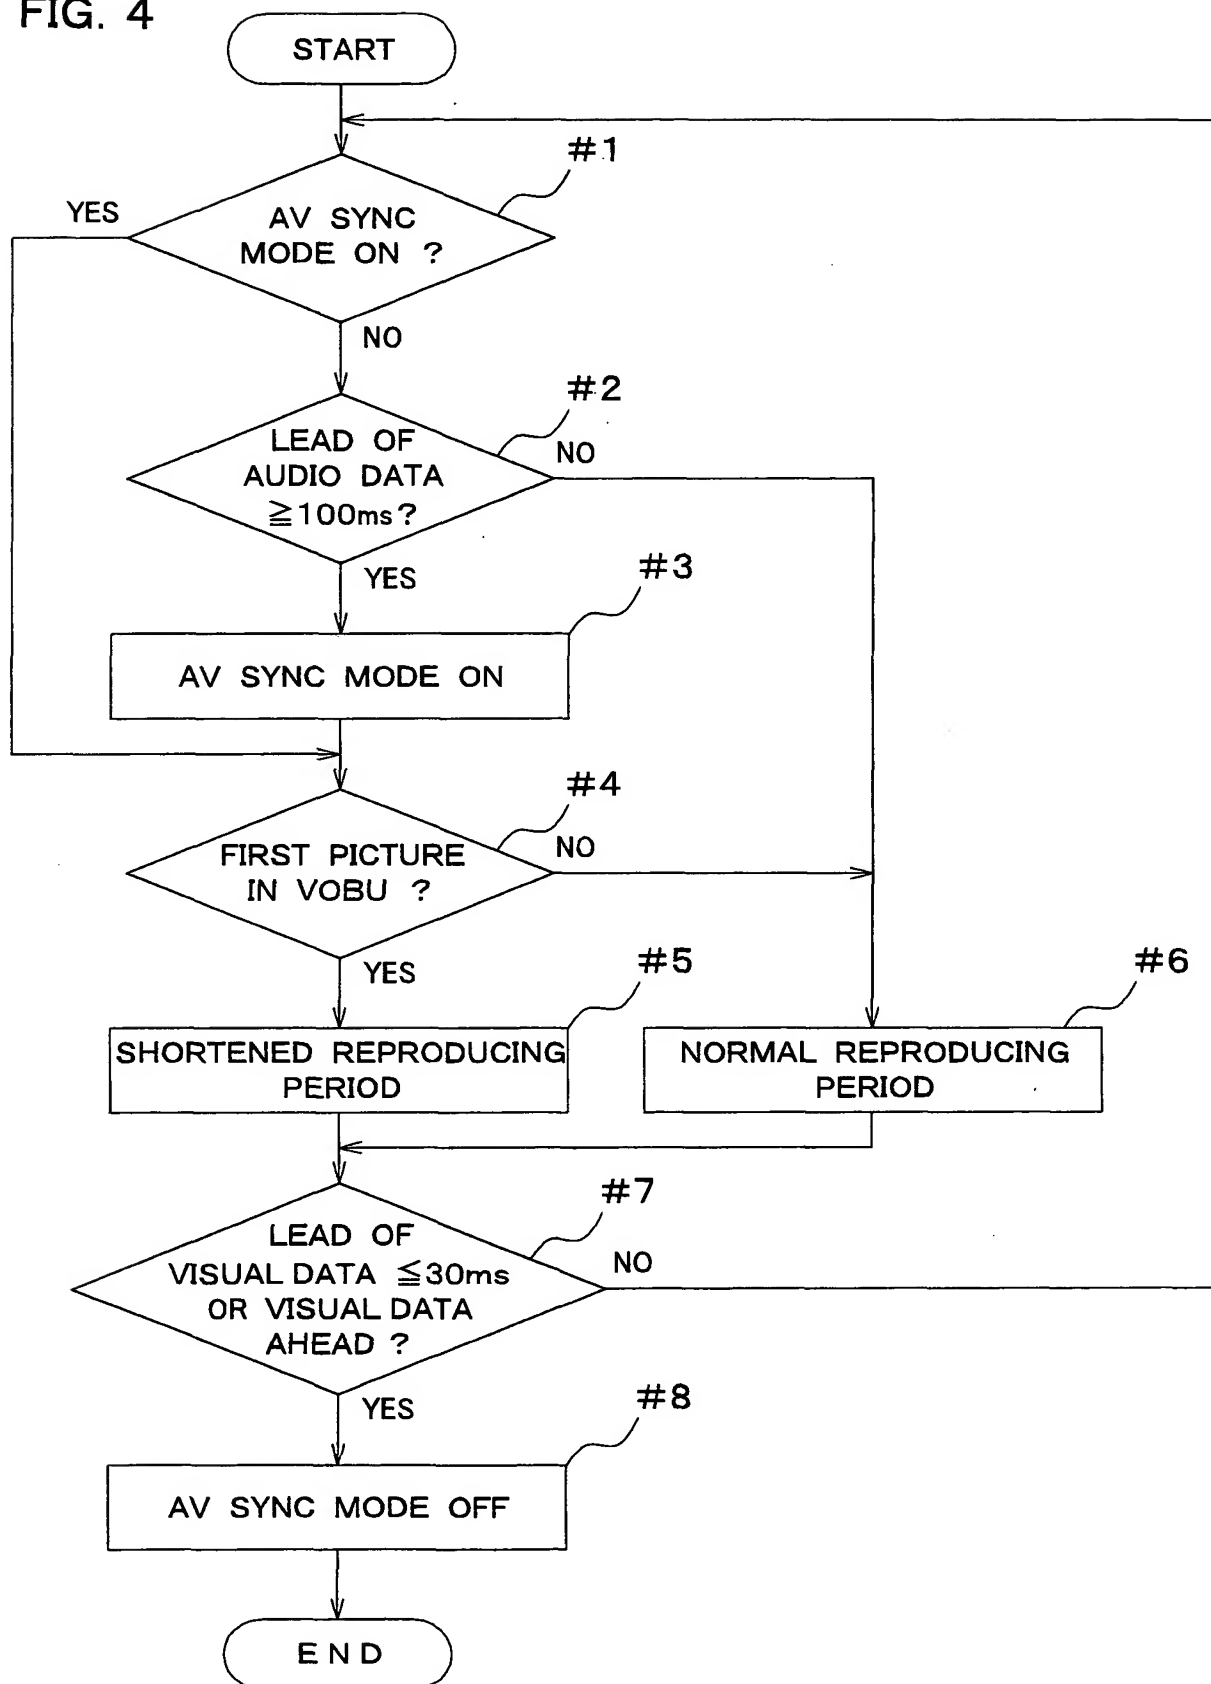 FIG. 4
START
#1
YES
AV SYNC
MODE ON ?
NO
#2
LEAD OF
AUDIO DATA
≧100ms?
NO
YES
#3
AV SYNC MODE ON
#4
FIRST PICTURE
IN VOBU ?
NO
YES
#5
#6
SHORTENED REPRODUCING
PERIOD
NORMAL REPRODUCING
PERIOD
#7
LEAD OF
VISUAL DATA ≦30ms
OR VISUAL DATA
AHEAD ?
NO
YES
#8
AV SYNC MODE OFF
END